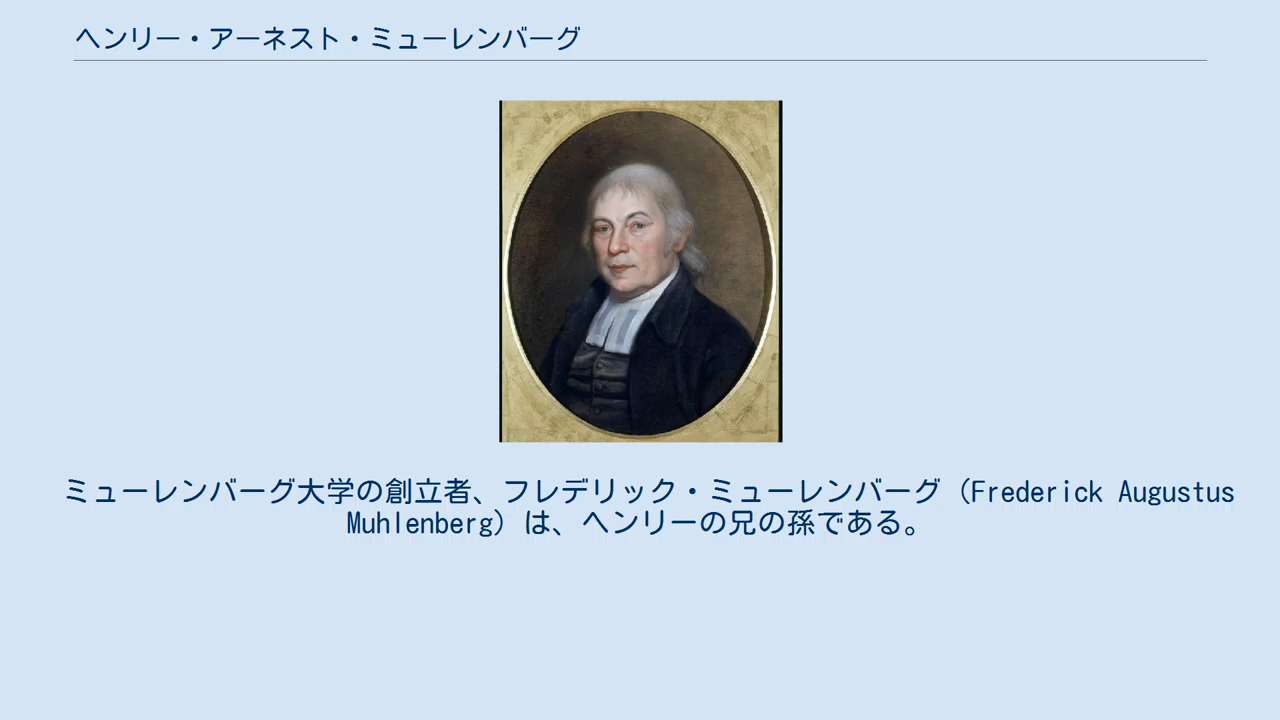 ヘンリー・アーネスト・ミューレンバーグ
ミューレンバーグ大学の創立者、フレデリック・ミューレンバーグ（Frederick Augustus
Muhlenberg）は、ヘンリーの兄の孫である。